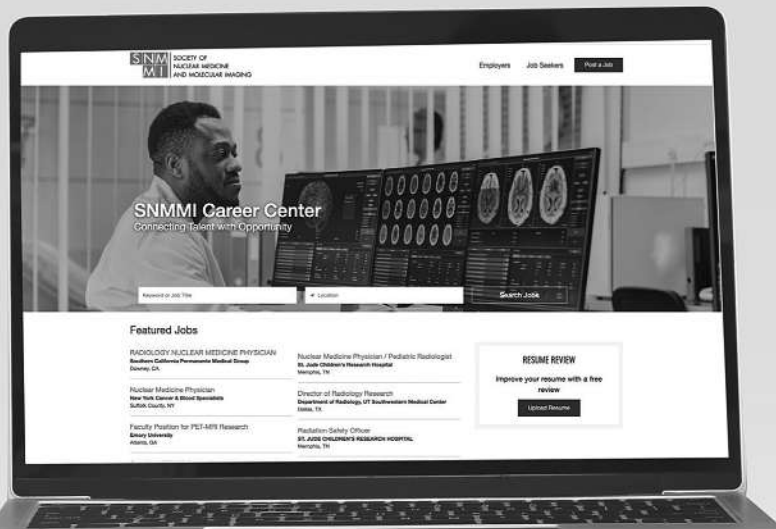 SNM
MI
SOCIETY OF
NUCLEAR MEDICINE
AND MOLECULAR IMAGING
Employers
Job Seekers
Post a Job
SNMMI Career Center
Connecting Talent with Opportunity
Keyword or Job Title
Location
Search Jobs
Featured Jobs
RADIOLOGY NUCLEAR MEDICINE PHYSICIAN
Southern California Permanente Medical Group
Downey, CA
Nuclear Medicine Physician
New York Cancer & Blood Specialists
Suffolk County, NY
Faculty Position for PET-MRI Research
Emory University
Atlanta, GA
Nuclear Medicine Physician / Pediatric Radiologist
St. Jude Children's Research Hospital
Memphis, TN
Director of Radiology Research
Department of Radiology, UT Southwestern Medical Center
Dallas, TX
Radiation Safety Officer
ST. JUDE CHILDREN'S RESEARCH HOSPITAL
Memphis, TN
RESUME REVIEW
Improve your resume with a free
review
Upload Resume